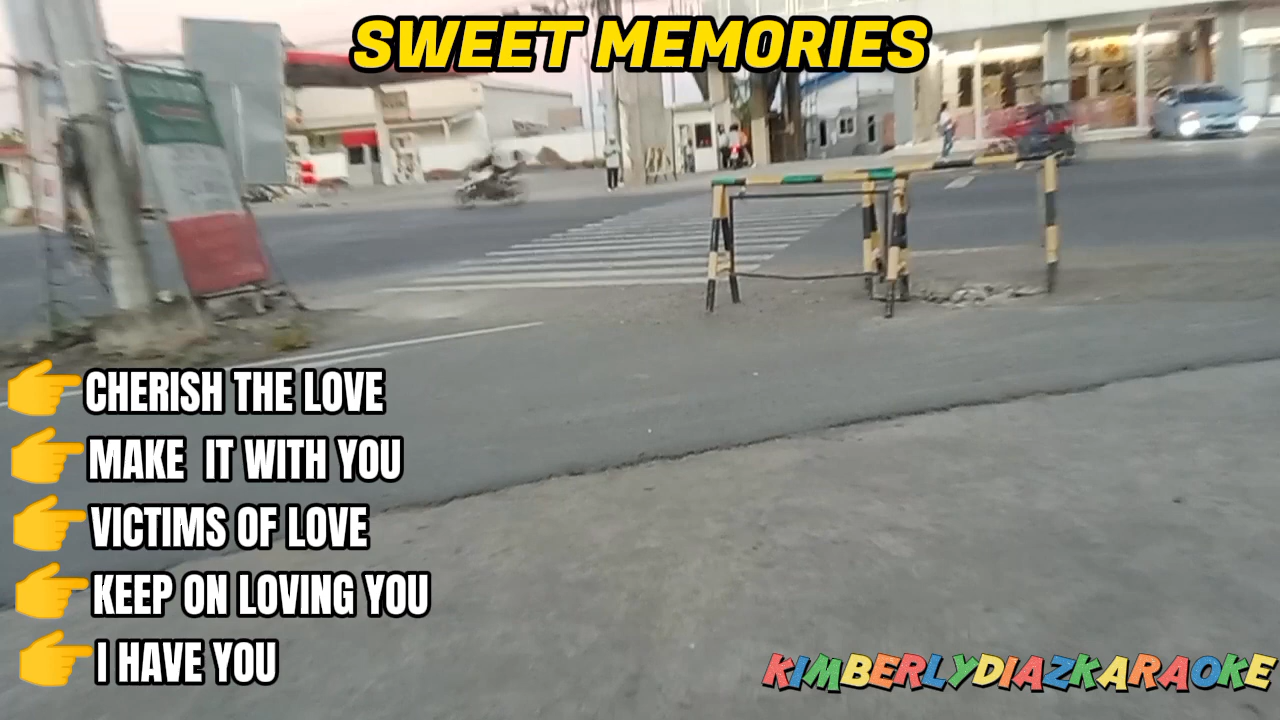 SWEET MEMORIES
CHERISH THE LOVE
MAKE IT WITH YOU
VICTIMS OF LOVE
KEEP ON LOVING YOU
I HAVE YOU
KIMBERLYDIAZKARAOKE